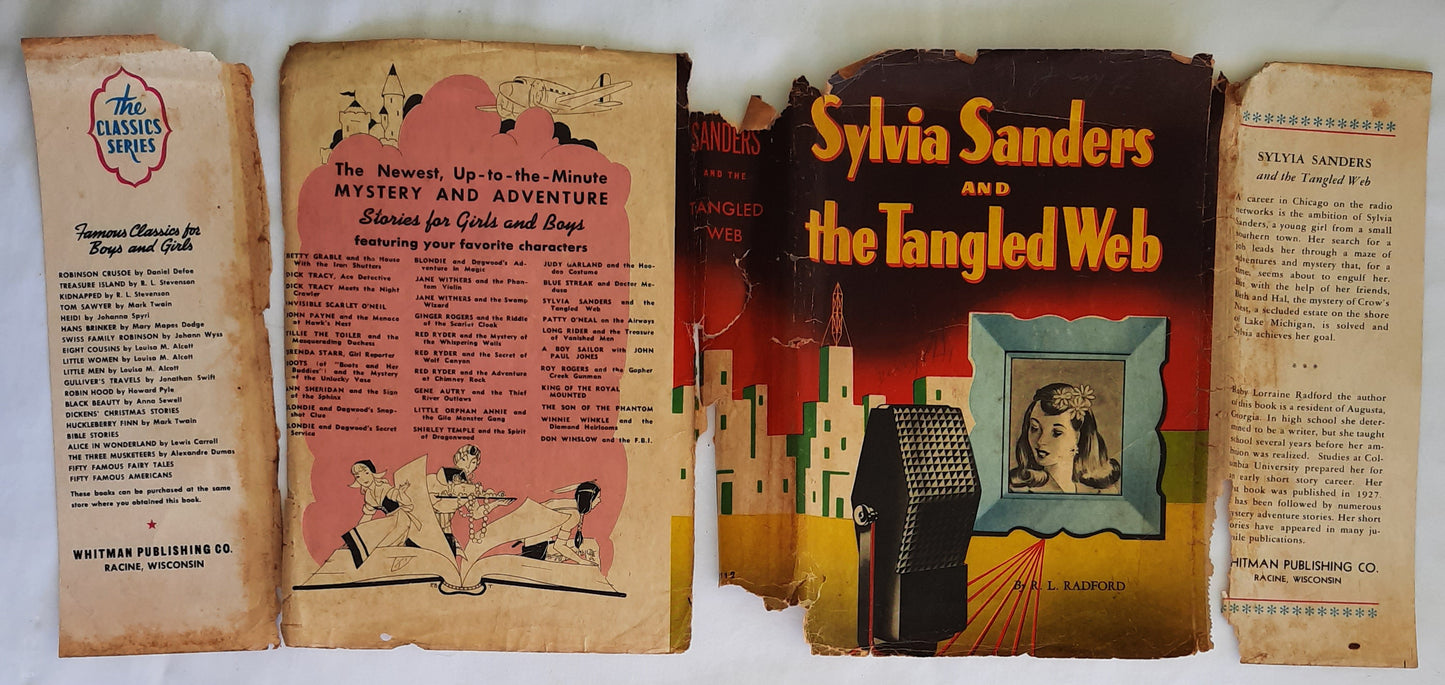 The
CLASSICS
SERIES
Famous Classics for
Boys and Girls
ROBINSON CRUSOE by Daniel Defoe
TREASURE ISLAND by R. L. Stevenson
KIDNAPPED by R. L. Stevenson
TOM SAWYER by Mark Twain
HEIDI by Johanna Spyri
HANS BRINKER by Mary Mapes Dodge
SWISS FAMILY ROBINSON by Johann Wyss
EIGHT COUSINS by Louisa M. Alcott
LITTLE WOMEN by Louisa M. Alcott
LITTLE MEN by Louisa M. Alcott
GULLIVER'S TRAVELS by Jonathan Swift
ROBIN HOOD by Howard Pyle
BLACK BEAUTY by Anna Sewell
DICKENS' CHRISTMAS STORIES
HUCKLEBERRY FINN by Mark Twain
BIBLE STORIES
ALICE IN WONDERLAND by Lewis Carroll
THE THREE MUSKETEERS by Alexandre Dumas
FIFTY FAMOUS FAIRY TALES
FIFTY FAMOUS AMERICANS
These books can be purchased at the same
store where you obtained this book.
WHITMAN PUBLISHING CO.
RACINE, WISCONSIN
The Newest, Up-to-the-Minute
MYSTERY AND ADVENTURE
Stories for Girls and Boys
featuring your favorite characters
BETTY GRABLE and the House
With the Iron Shutters
DICK TRACY, Ace Detective
DICK TRACY Meets the Night
Crawler
INVISIBLE SCARLET O'NEIL
JOHN PAYNE and the Menace
at Hawk's Nest
TILLIE THE TOILER and the
Masquerading Duchess
BRENDA STARR, Girl Reporter
BOOTS (of "Boots and Her
Buddies") and the Mystery
of the Unlucky Vase
ANN SHERIDAN and the Sign
of the Sphinx
BLONDIE and Dagwood's Snap-
shot Clue
BLONDIE and Dagwood's Secret
Service
BLONDIE and Dagwood's Ad-
venture in Magic
JANE WITHERS and the Phan-
tom Violin
JANE WITHERS and the Swamp
Wizard
GINGER ROGERS and the Riddle
of the Scarlet Cloak
RED RYDER and the Mystery of
the Whispering Walls
RED RYDER and the Secret of
Wolf Canyon
RED RYDER and the Adventure
at Chimney Rock
GENE AUTRY and the Thief
River Outlaws
LITTLE ORPHAN ANNIE and
the Gila Monster Gang
SHIRLEY TEMPLE and the Spirit
of Dragonwood
JUDY GARLAND and the Hoo-
doo Costume
BLUE STREAK and Doctor Me-
dusa
SYLVIA SANDERS and the
Tangled Web
PATTY O'NEAL on the Airways
LONG RIDER and the Treasure
of Vanished Men
A BOY SAILOR with JOHN
PAUL JONES
ROY ROGERS and the Gopher
Creek Gunman
KING OF THE ROYAL
MOUNTED
THE SON OF THE PHANTOM
WINNIE WINKLE and the
Diamond Heirlooms
DON WINSLOW and the F.B.I.
SANDERS
AND THE
TANGLED
WEB
Sylvia Sanders
AND
the Tangled Web
By R. L. RADFORD
SYLYIA SANDERS
and the Tangled Web
A career in Chicago on the radio
networks is the ambition of Sylvia
Sanders, a young girl from a small
southern town. Her search for a
job leads her through a maze of
adventures and mystery that, for a
time, seems about to engulf her.
But with the help of her friends,
and Hal, the mystery of Crow's
Nest, a secluded estate on the shore
of Lake Michigan, is solved and
Sylvia achieves her goal.
* * *
Ruby Lorraine Radford the author
of this book is a resident of Augusta,
Georgia. In high school she deter-
mined to be a writer, but she taught
school several years before her am-
bition was realized. Studies at Col-
umbia University prepared her for
early short story career. Her
book was published in 1927.
has been followed by numerous
mystery adventure stories. Her short
stories have appeared in many ju-
venile publications.
WHITMAN PUBLISHING CO.
RACINE, WISCONSIN